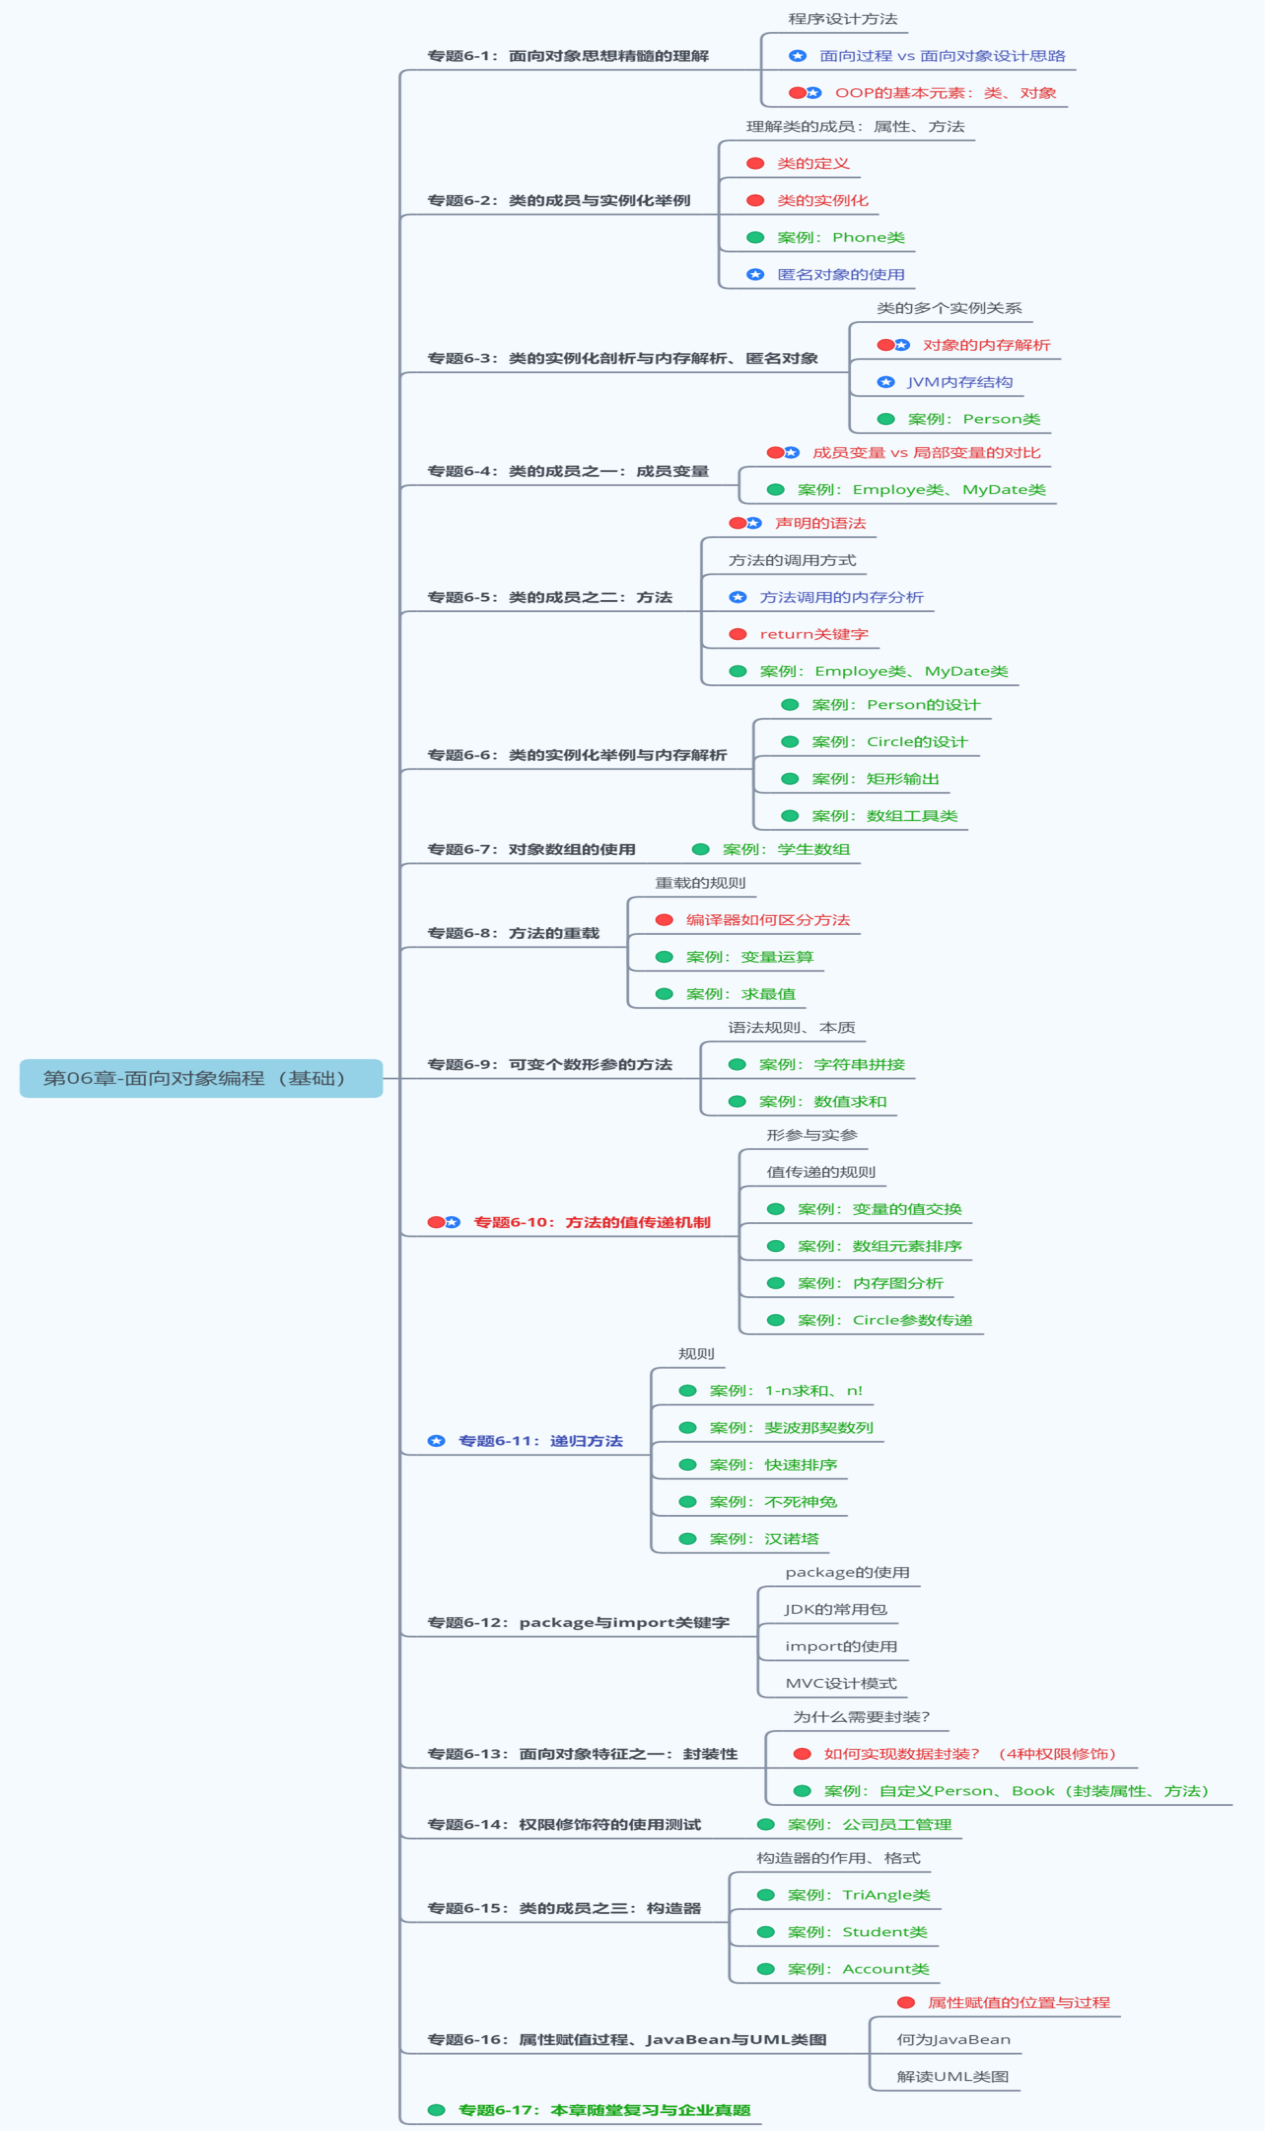 第06章-面向对象编程（基础）
专题6-1：面向对象思想精髓的理解
程序设计方法
面向过程 vs 面向对象设计思路
OOP的基本元素：类、对象
专题6-2：类的成员与实例化举例
理解类的成员：属性、方法
类的定义
类的实例化
案例：Phone类
匿名对象的使用
专题6-3：类的实例化剖析与内存解析、匿名对象
类的多个实例关系
对象的内存解析
JVM内存结构
案例：Person类
专题6-4：类的成员之一：成员变量
成员变量 vs 局部变量的对比
案例：Employe类、MyDate类
专题6-5：类的成员之二：方法
声明的语法
方法的调用方式
方法调用的内存分析
return关键字
案例：Employe类、MyDate类
专题6-6：类的实例化举例与内存解析
案例：Person的设计
案例：Circle的设计
案例：矩形输出
案例：数组工具类
专题6-7：对象数组的使用
案例：学生数组
专题6-8：方法的重载
重载的规则
编译器如何区分方法
案例：变量运算
案例：求最值
专题6-9：可变个数形参的方法
语法规则、本质
案例：字符串拼接
案例：数值求和
专题6-10：方法的值传递机制
形参与实参
值传递的规则
案例：变量的值交换
案例：数组元素排序
案例：内存图分析
案例：Circle参数传递
专题6-11：递归方法
规则
案例：1-n求和、n!
案例：斐波那契数列
案例：快速排序
案例：不死神兔
案例：汉诺塔
专题6-12：package与import关键字
package的使用
JDK的常用包
import的使用
MVC设计模式
专题6-13：面向对象特征之一：封装性
为什么需要封装？
如何实现数据封装？（4种权限修饰）
案例：自定义Person、Book（封装属性、方法）
专题6-14：权限修饰符的使用测试
案例：公司员工管理
专题6-15：类的成员之三：构造器
构造器的作用、格式
案例：TriAngle类
案例：Student类
案例：Account类
专题6-16：属性赋值过程、JavaBean与UML类图
属性赋值的位置与过程
何为JavaBean
解读UML类图
专题6-17：本章随堂复习与企业真题